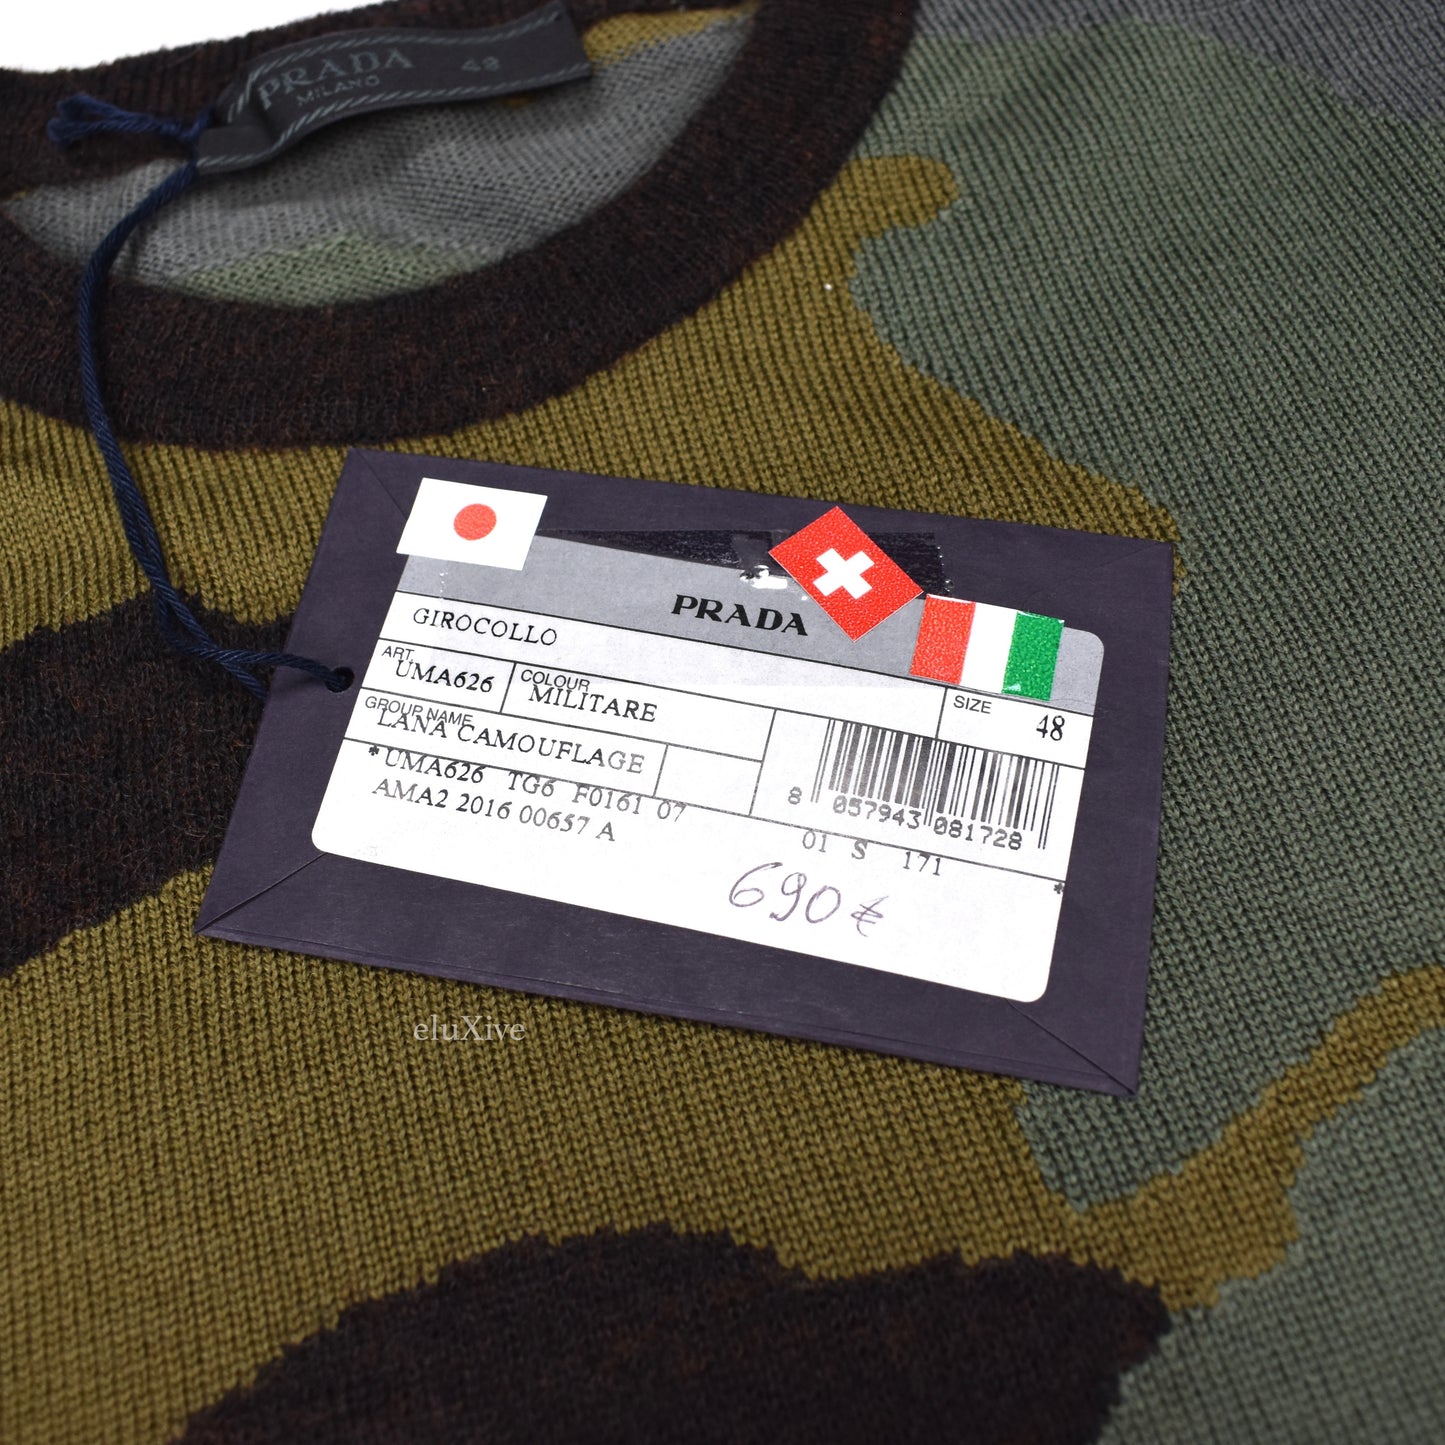 PRADA
MILANO
48
PRADA
GIROCOLLO
ART.
UMA626
COLOUR
MILITARE
SIZE
48
GROUP NAME
LANA CAMOUFLAGE
8 057943 081728
*UMA626 TG6 F0161 07 01 S 171 *
AMA2 2016 00657 A
690 €
eluXive